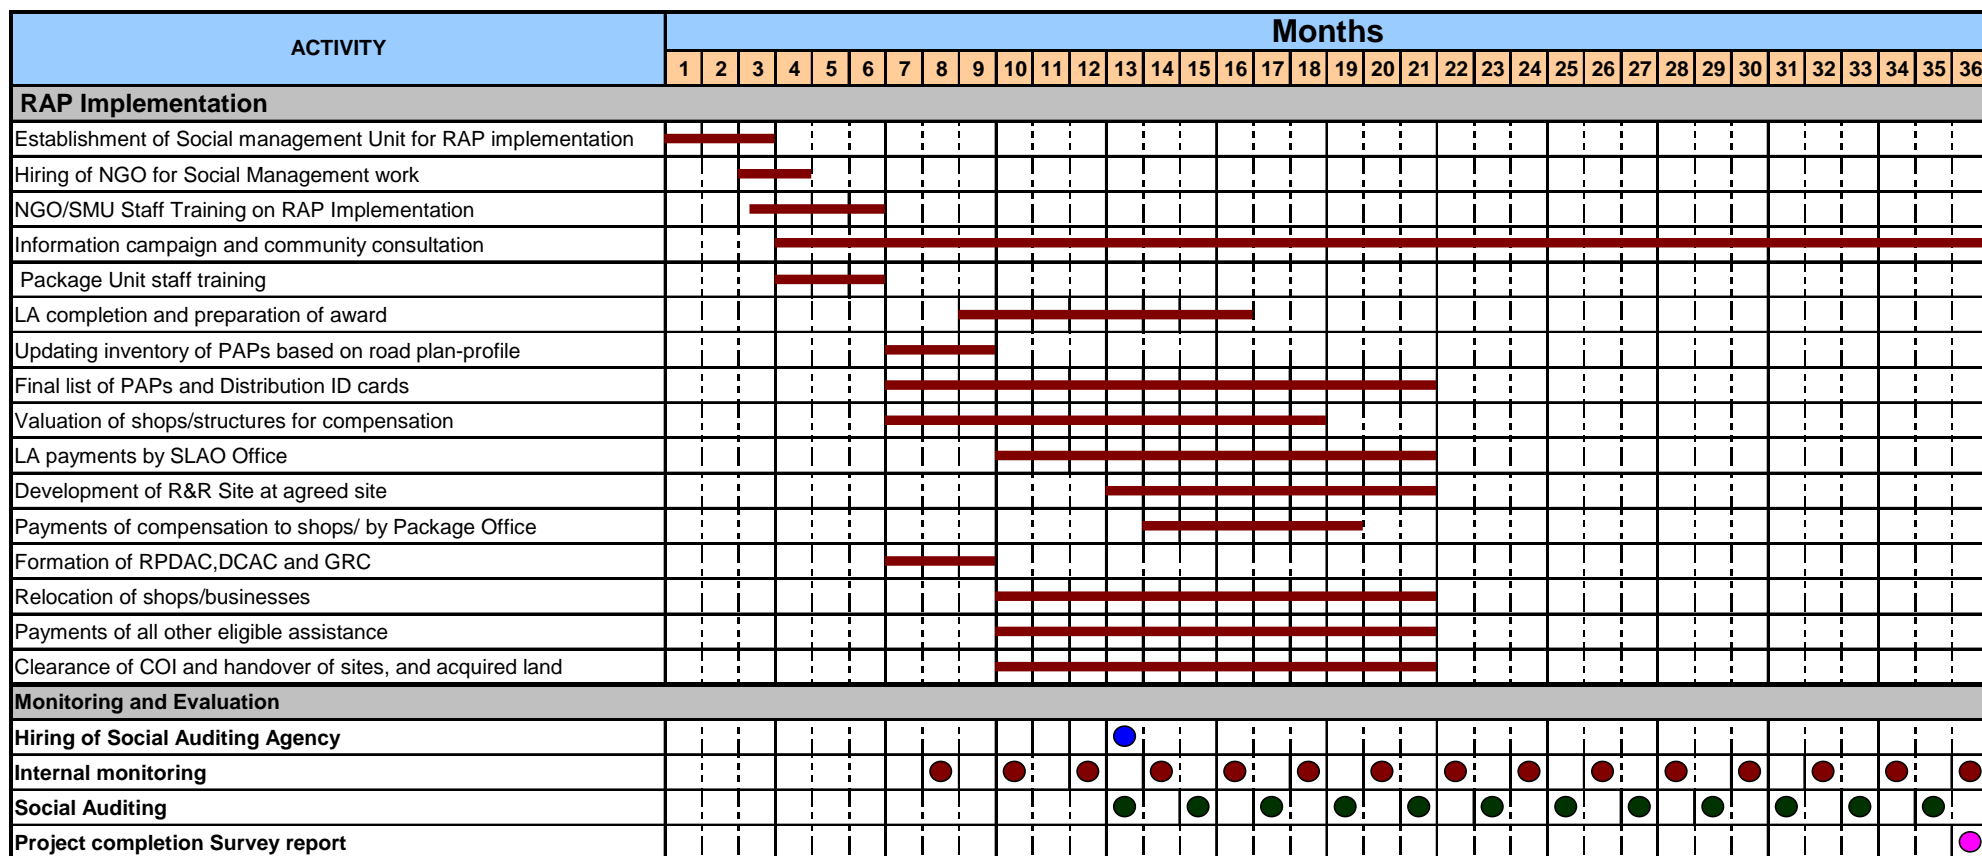 ACTIVITY
Months
1 2 3 4 5 6 7 8 9 10 11 12 13 14 15 16 17 18 19 20 21 22 23 24 25 26 27 28 29 30 31 32 33 34 35 36
RAP Implementation
Establishment of Social management Unit for RAP implementation
Hiring of NGO for Social Management work
NGO/SMU Staff Training on RAP Implementation
Information campaign and community consultation
Package Unit staff training
LA completion and preparation of award
Updating inventory of PAPs based on road plan-profile
Final list of PAPs and Distribution ID cards
Valuation of shops/structures for compensation
LA payments by SLAO Office
Development of R&R Site at agreed site
Payments of compensation to shops/ by Package Office
Formation of RPDAC,DCAC and GRC
Relocation of shops/businesses
Payments of all other eligible assistance
Clearance of COI and handover of sites, and acquired land
Monitoring and Evaluation
Hiring of Social Auditing Agency
Internal monitoring
Social Auditing
Project completion Survey report